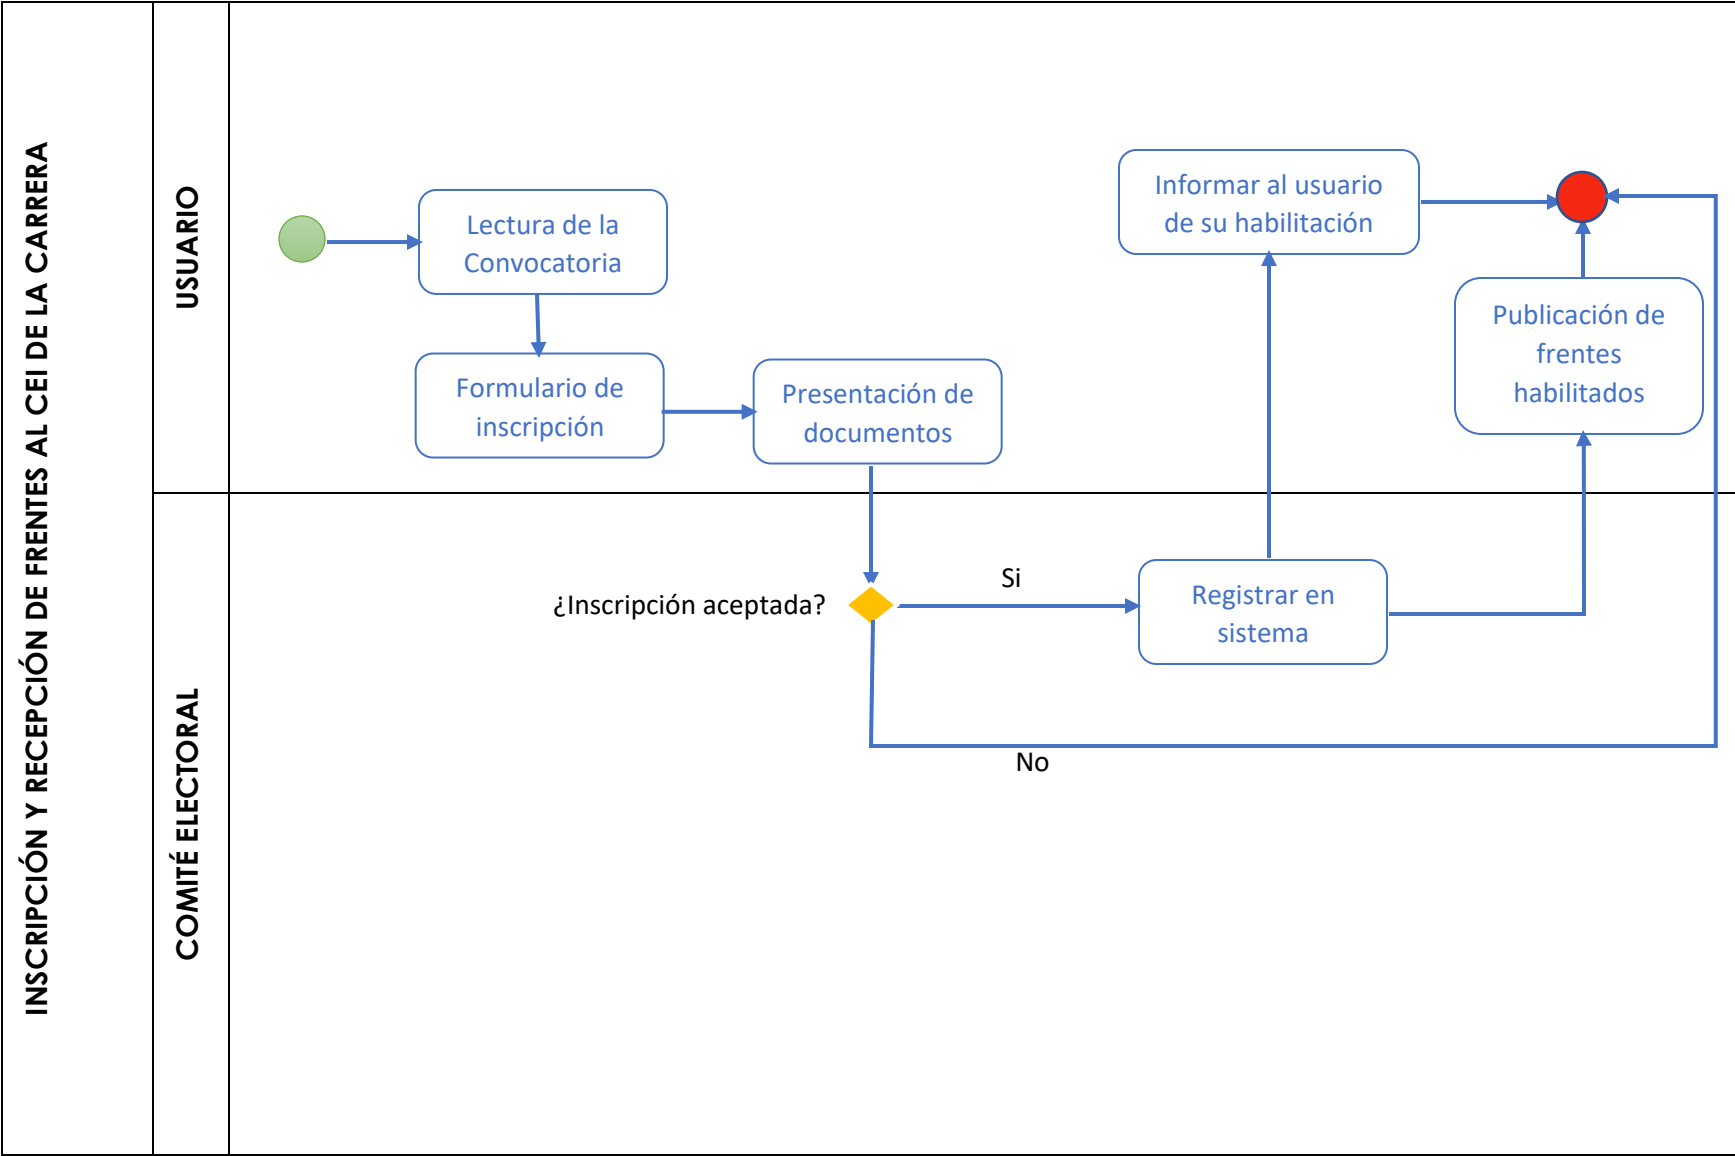 INSCRIPCIÓN Y RECEPCIÓN DE FRENTES AL CEI DE LA CARRERA
USUARIO
Lectura de la
Convocatoria
Formulario de
inscripción
Presentación de
documentos
Informar al usuario
de su habilitación
Publicación de
frentes
habilitados
COMITÉ ELECTORAL
¿Inscripción aceptada?
Si
Registrar en
sistema
No